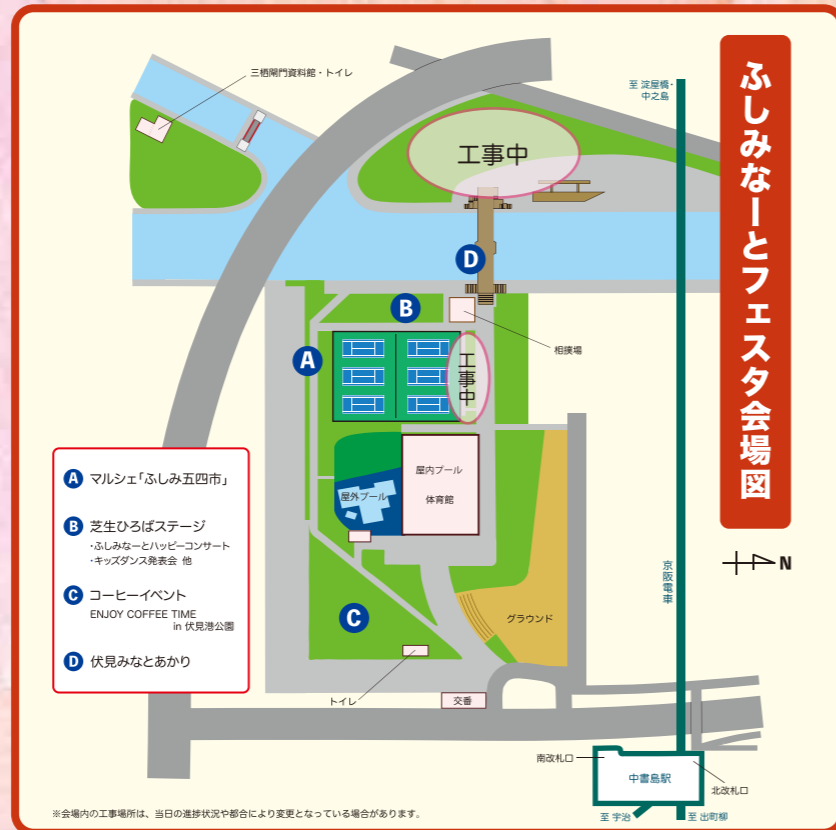 ふしみなーとフェスタ会場図
三栖閘門資料館・トイレ
工事中
至 淀屋橋・
中之島
D
B
A
相撲場
工事中
屋内プール
体育館
屋外プール
京阪電車
N
A マルシェ「ふしみ五四市」
B 芝生ひろばステージ
・ふしみなーとハッピーコンサート
・キッズダンス発表会 他
C コーヒーイベント
ENJOY COFFEE TIME
in 伏見港公園
D 伏見みなとあかり
C
グラウンド
トイレ
交番
南改札口
中書島駅
北改札口
至 宇治
至 出町柳
※会場内の工事場所は、当日の進捗状況や都合により変更となっている場合があります。